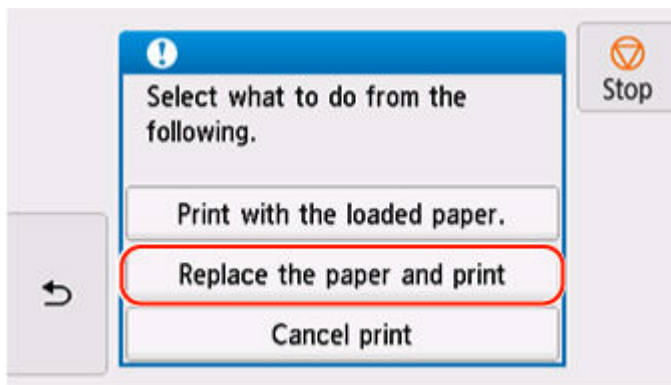 Select what to do from the
following.
Stop
Print with the loaded paper.
Replace the paper and print
Cancel print